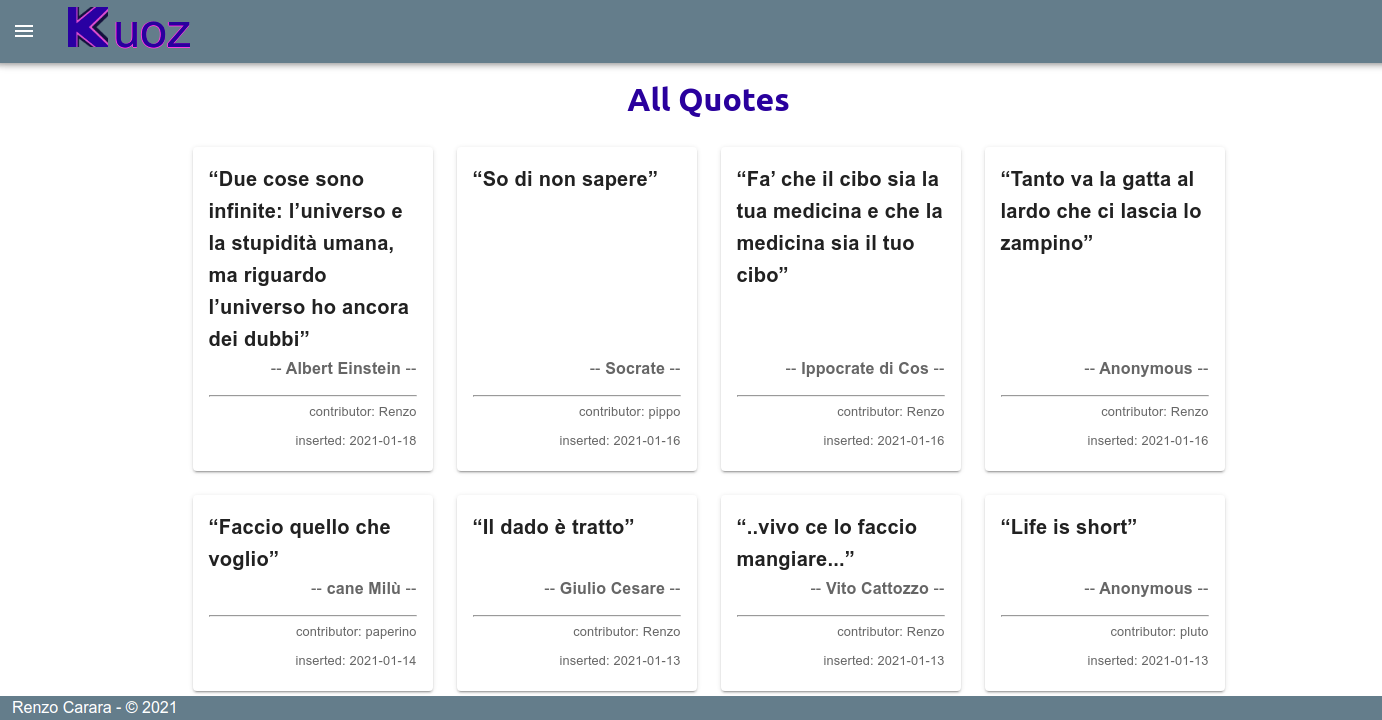 Kuoz
All Quotes
“Due cose sono
infinite: l’universo e
la stupidità umana,
ma riguardo
l’universo ho ancora
dei dubbi”
-- Albert Einstein --
contributor: Renzo
inserted: 2021-01-18
“So di non sapere”
-- Socrate --
contributor: pippo
inserted: 2021-01-16
“Fa’ che il cibo sia la
tua medicina e che la
medicina sia il tuo
cibo”
-- Ippocrate di Cos --
contributor: Renzo
inserted: 2021-01-16
“Tanto va la gatta al
lardo che ci lascia lo
zampino”
-- Anonymous --
contributor: Renzo
inserted: 2021-01-16
“Faccio quello che
voglio”
-- cane Milù --
contributor: paperino
inserted: 2021-01-14
“Il dado è tratto”
-- Giulio Cesare --
contributor: Renzo
inserted: 2021-01-13
“..vivo ce lo faccio
mangiare...”
-- Vito Cattozzo --
contributor: Renzo
inserted: 2021-01-13
“Life is short”
-- Anonymous --
contributor: pluto
inserted: 2021-01-13
Renzo Carara - © 2021